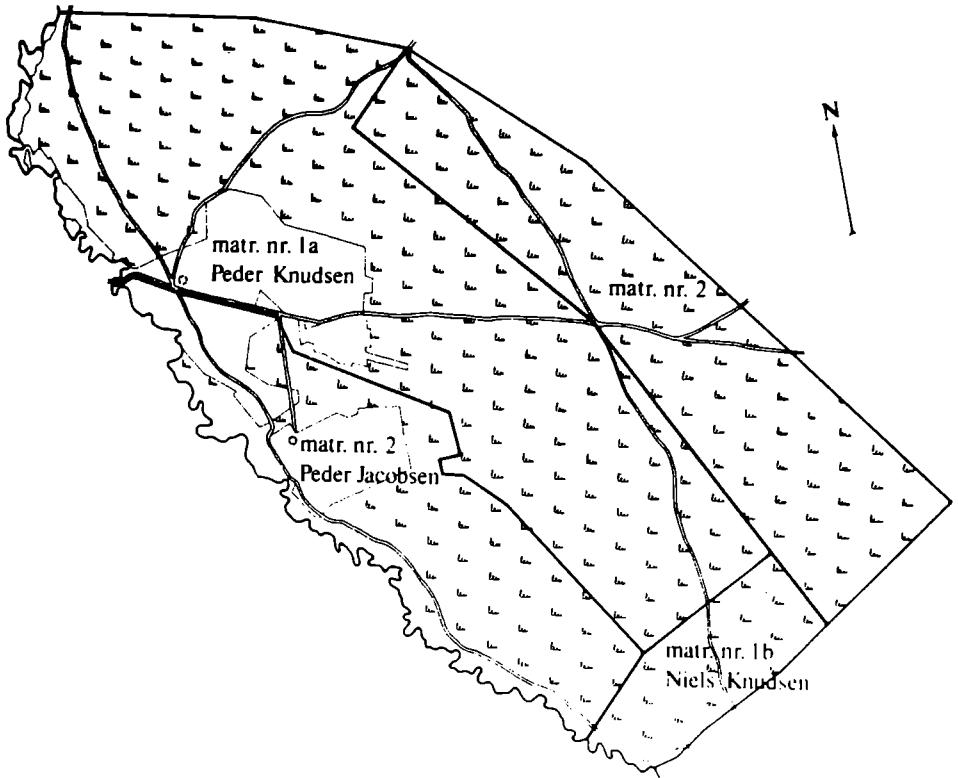 N
matr. nr. 1a
Peder Knudsen
matr. nr. 2
matr. nr. 2
Peder Jacobsen
matr. nr. 1b
Niels Knudsen